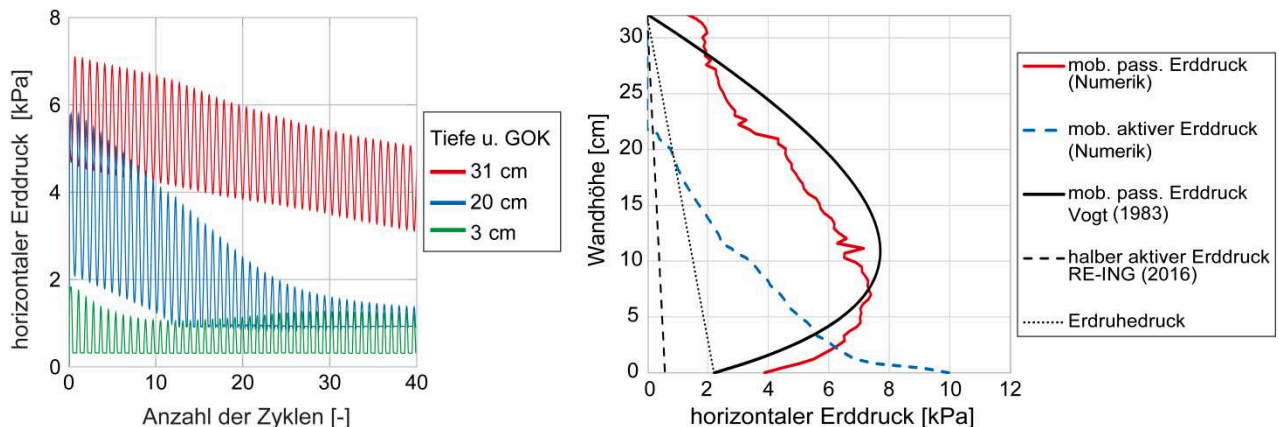 8
6
4
2
0
horizontaler Erddruck [kPa]
0
10
20
30
40
Anzahl der Zyklen [-]
Tiefe u. GOK
31 cm
20 cm
3 cm
30
25
20
15
10
5
0
Wandhöhe [cm]
0
2
4
6
8
10
12
horizontaler Erddruck [kPa]
mob. pass. Erddruck
(Numerik)
mob. aktiver Erddruck
(Numerik)
mob. pass. Erddruck
Vogt (1983)
halber aktiver Erddruck
RE-ING (2016)
Erdruhedruck